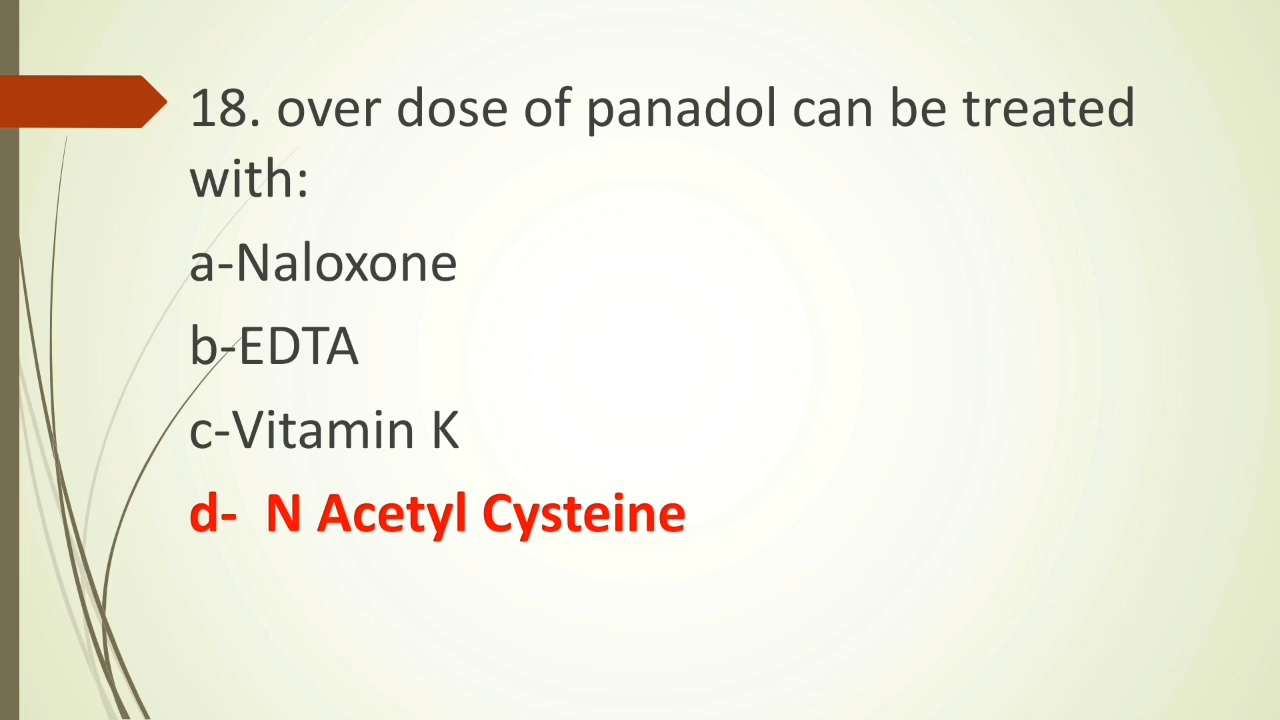 18. over dose of panadol can be treated
with:
a-Naloxone
b-EDTA
c-Vitamin K
d- N Acetyl Cysteine